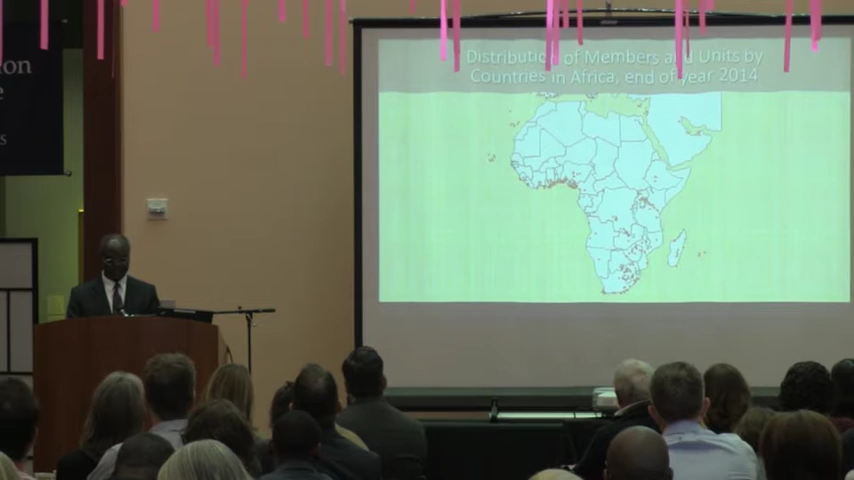 Distribution of Members and Units by
Countries in Africa, end of year 2014